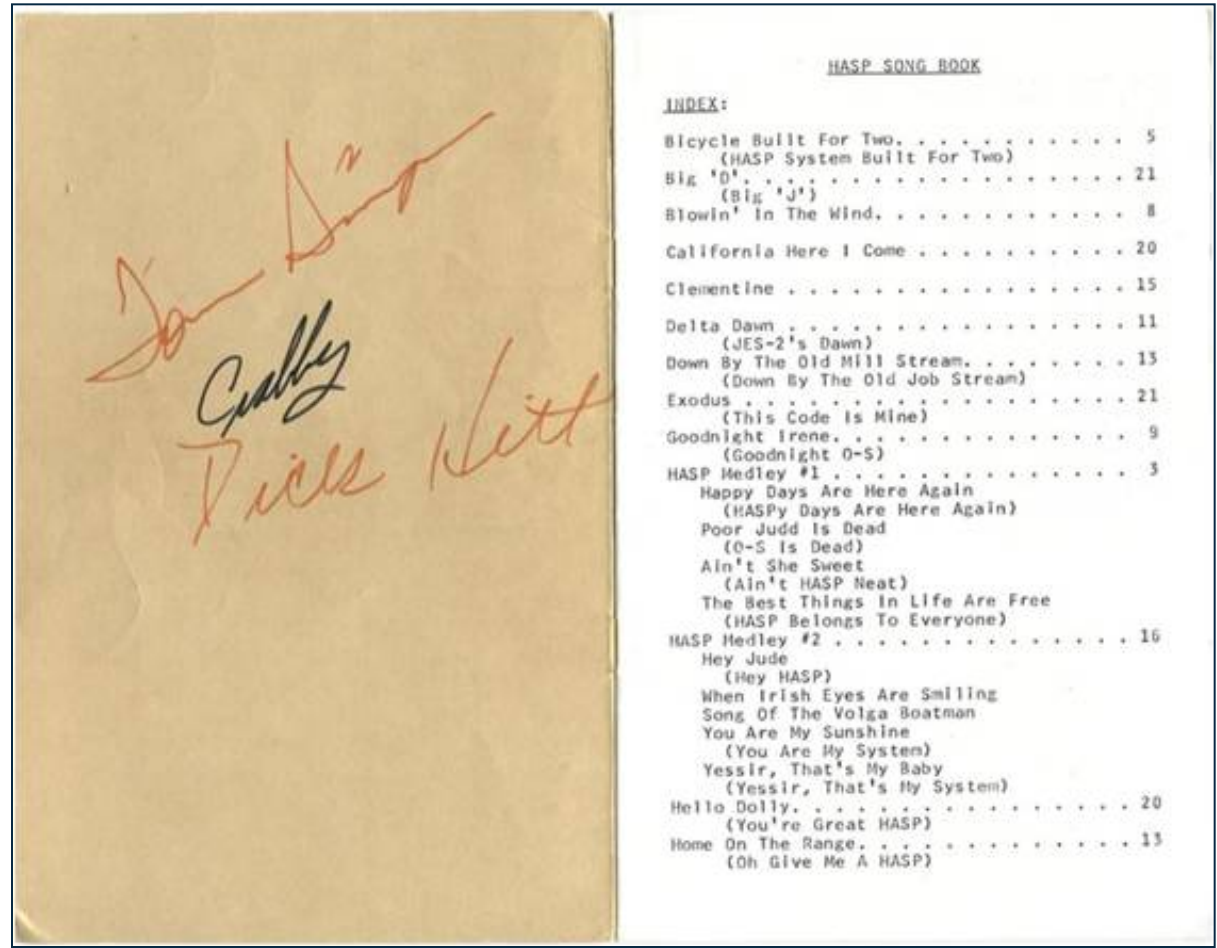 Tom
Crabby
Dick Hitt
HASP SONG BOOK
INDEX:
Bicycle Built For Two. . . . . . . . . . 5
(HASP System Built For Two)
Big 'D'. . . . . . . . . . . . . . . . . . 21
(Big 'J')
Blowin' In The Wind. . . . . . . . . . . 8
California Here I Come . . . . . . . . . . 20
Clementine . . . . . . . . . . . . . . . . 15
Delta Dawn . . . . . . . . . . . . . . . . 11
(JES-2's Dawn)
Down By The Old Mill Stream. . . . . . . . 13
(Down By The Old Job Stream)
Exodus . . . . . . . . . . . . . . . . . . 21
(This Code Is Mine)
Goodnight Irene. . . . . . . . . . . . . . 9
(Goodnight O-S)
HASP Medley #1 . . . . . . . . . . . . . . 3
Happy Days Are Here Again
(HASPy Days Are Here Again)
Poor Judd Is Dead
(O-S Is Dead)
Ain't She Sweet
(Ain't HASP Neat)
The Best Things In Life Are Free
(HASP Belongs To Everyone)
HASP Medley #2 . . . . . . . . . . . . . . 16
Hey Jude
(Hey HASP)
When Irish Eyes Are Smiling
Song Of The Volga Boatman
You Are My Sunshine
(You Are My System)
Yessir, That's My Baby
(Yessir, That's My System)
Hello Dolly. . . . . . . . . . . . . . . . 20
(You're Great HASP)
Home On The Range. . . . . . . . . . . . . 13
(Oh Give Me A HASP)